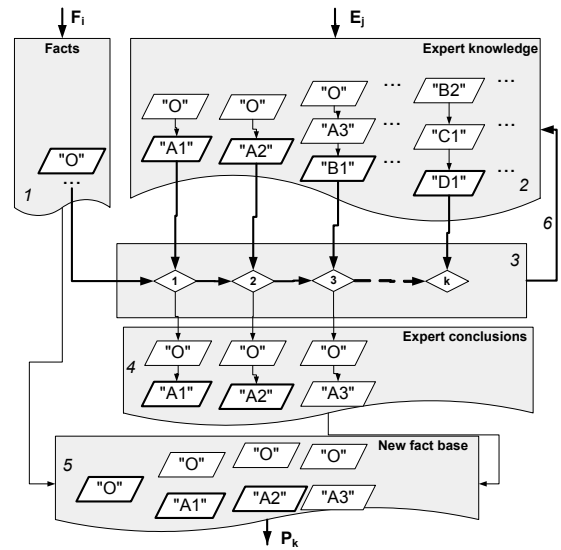 Fi
Ej
Facts
Expert knowledge
"O" ... "B2" ...
"O" "O"
"A3" "C1"
"A1" "A2" ... ...
"O"
"B1" "D1" ...
...
1
2
6
3
1 2 3 k
Expert conclusions
"O" "O" "O"
4
"A1" "A2" "A3"
New fact base
5
"O" "O" "O"
"O"
"A1" "A2" "A3"
Pk